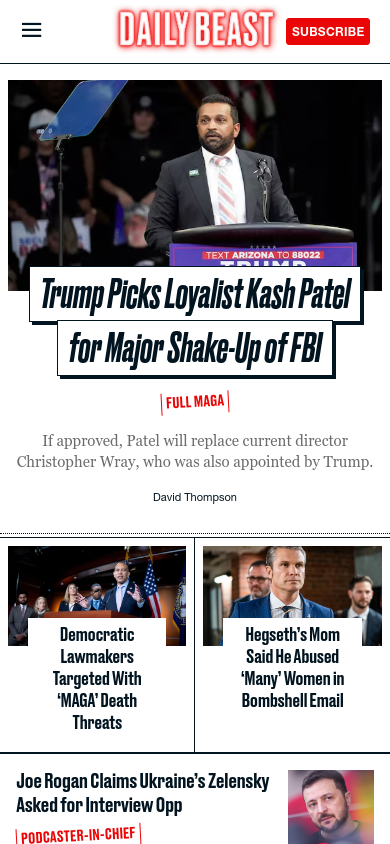 DAILY BEAST
SUBSCRIBE
TEXT ARIZONA TO 88022
TRUMP
Trump Picks Loyalist Kash Patel
for Major Shake-Up of FBI
FULL MAGA
If approved, Patel will replace current director
Christopher Wray, who was also appointed by Trump.
David Thompson
Democratic
Lawmakers
Targeted With
‘MAGA’ Death
Threats
Hegseth’s Mom
Said He Abused
‘Many’ Women in
Bombshell Email
Joe Rogan Claims Ukraine’s Zelensky
Asked for Interview Opp
PODCASTER-IN-CHIEF